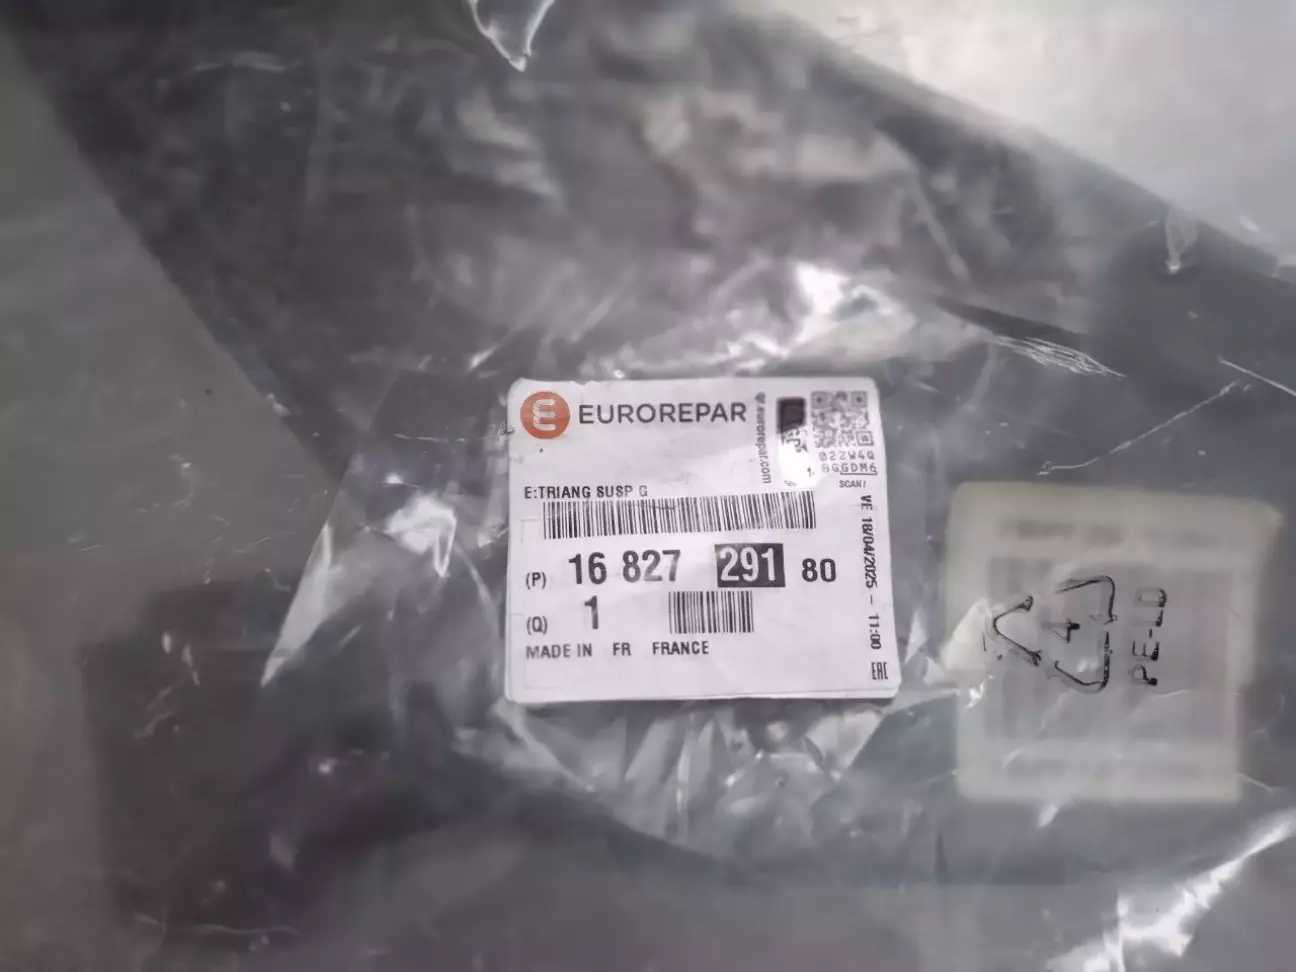 EUROREPAR
qr.eurorepar.com
022W4Q
BGGDM6
SCAN!
E:TRIANG SUSP G
(P) 16 827 291 80
(Q) 1
MADE IN FR FRANCE
VE 18/04/2025 - 11:00
EAC
4
PE-LD